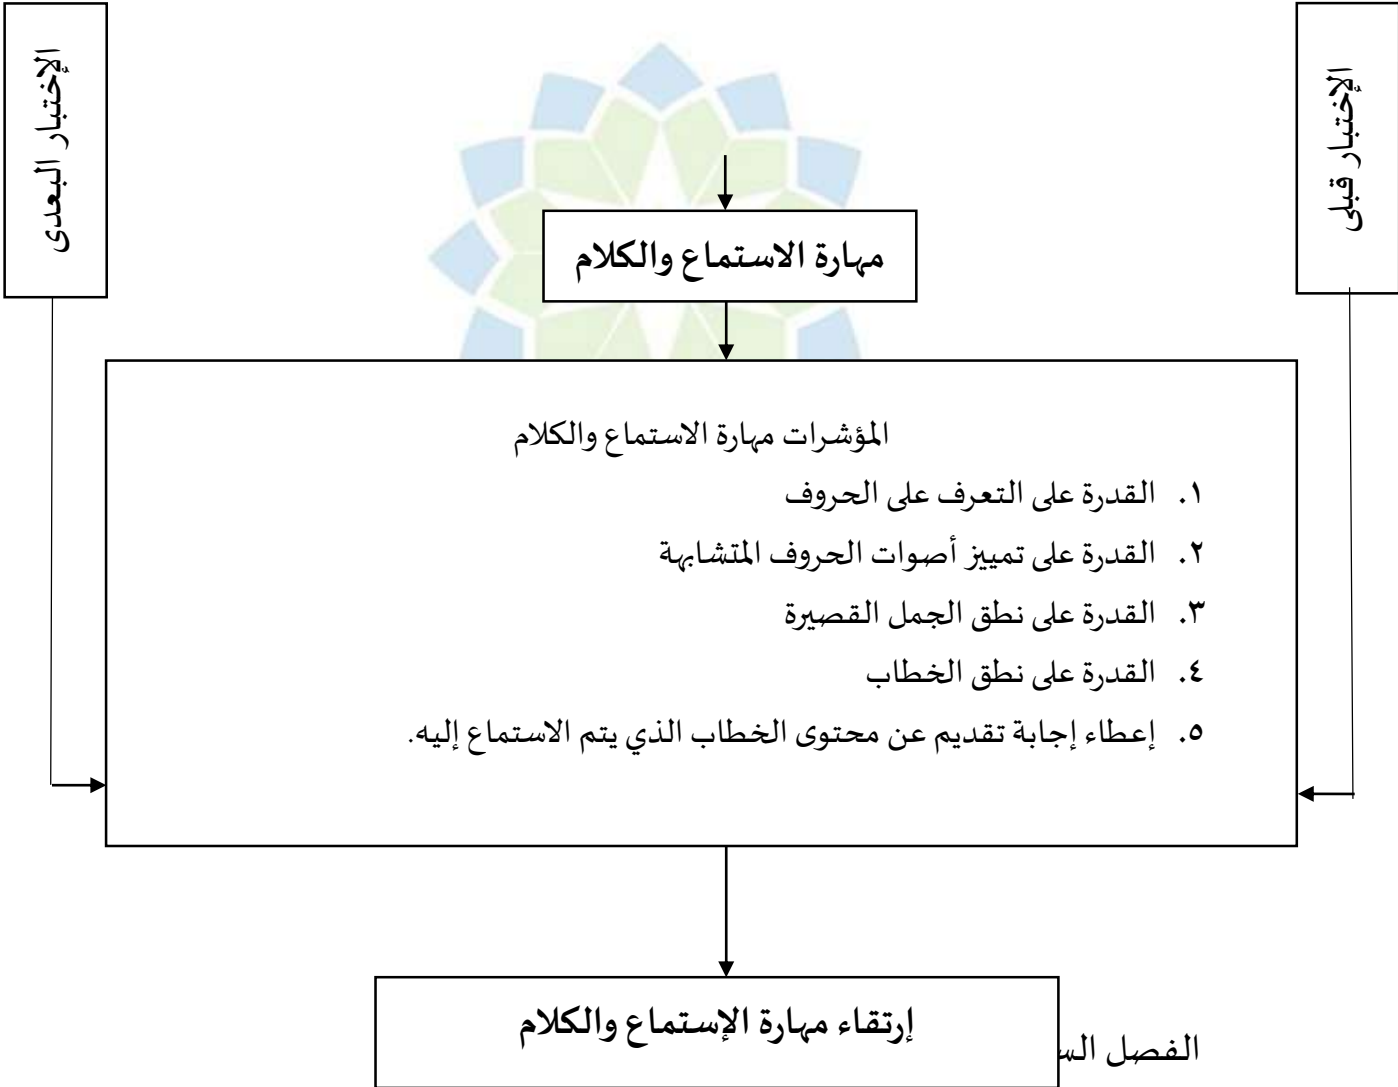 الإختبار قبلى
الإختبار البعدى
مهارة الاستماع والكلام
المؤشرات مهارة الاستماع والكلام
١. القدرة على التعرف على الحروف
٢. القدرة على تمييز أصوات الحروف المتشابهة
٣. القدرة على نطق الجمل القصيرة
٤. القدرة على نطق الخطاب
٥. إعطاء إجابة تقديم عن محتوى الخطاب الذي يتم الاستماع إليه.
إرتقاء مهارة الإستماع والكلام
الفصل